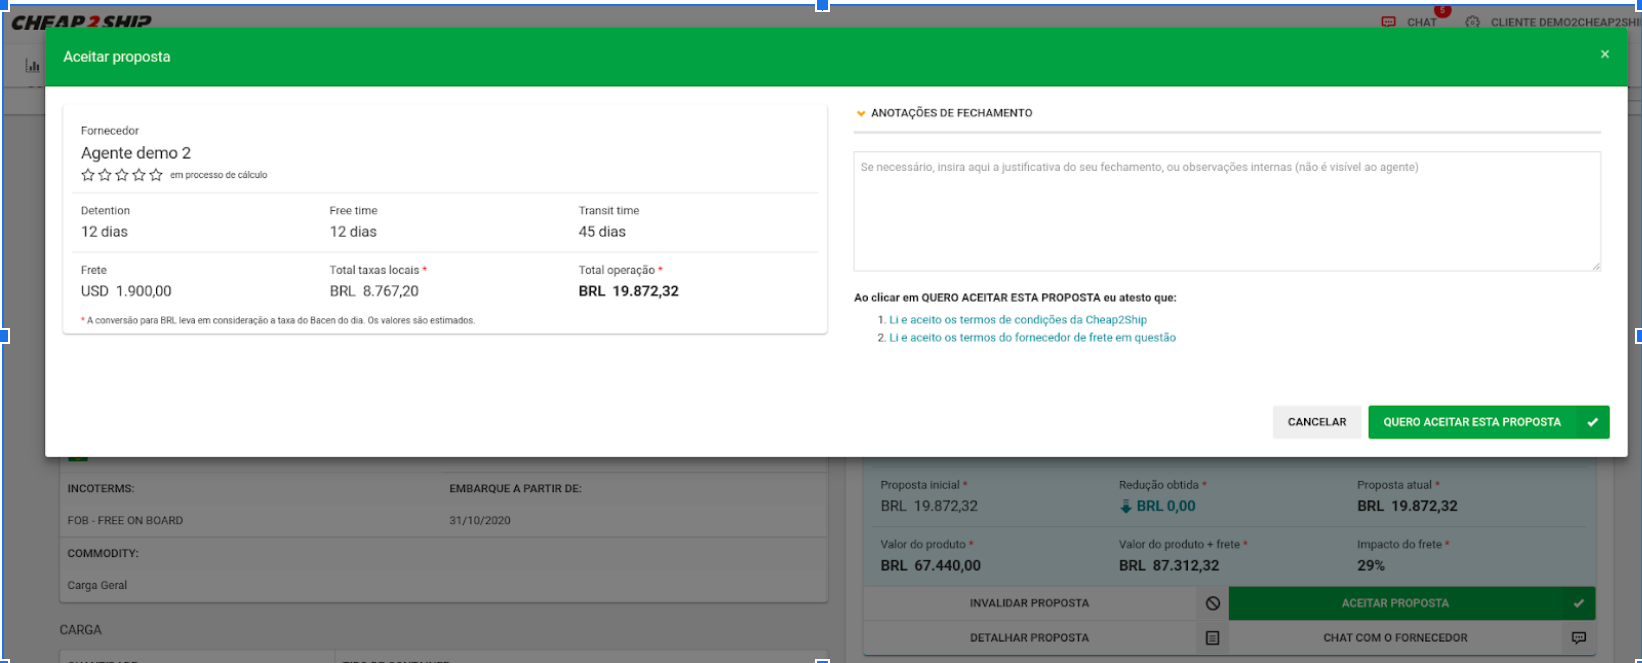 CHEAP2SHIP
5
CHAT
CLIENTE DEMO2CHEAP2SHI
Aceitar proposta
×
Fornecedor
Agente demo 2
em processo de cálculo
Detention
Free time
Transit time
12 dias
12 dias
45 dias
Frete
Total taxas locais *
Total operação *
USD 1.900,00
BRL 8.767,20
BRL 19.872,32
* A conversão para BRL leva em consideração a taxa do Bacen do dia. Os valores são estimados.
ANOTAÇÕES DE FECHAMENTO
Se necessário, insira aqui a justificativa do seu fechamento, ou observações internas (não é visível ao agente)
Ao clicar em QUERO ACEITAR ESTA PROPOSTA eu atesto que:
1. Li e aceito os termos de condições da Cheap2Ship
2. Li e aceito os termos do fornecedor de frete em questão
CANCELAR
QUERO ACEITAR ESTA PROPOSTA
INCOTERMS:
EMBARQUE A PARTIR DE:
FOB - FREE ON BOARD
31/10/2020
COMMODITY:
Carga Geral
CARGA
Proposta inicial *
Redução obtida *
Proposta atual *
BRL 19.872,32
BRL 0,00
BRL 19.872,32
Valor do produto *
Valor do produto + frete *
Impacto do frete *
BRL 67.440,00
BRL 87.312,32
29%
INVALIDAR PROPOSTA
ACEITAR PROPOSTA
DETALHAR PROPOSTA
CHAT COM O FORNECEDOR